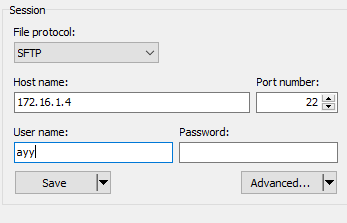 Session
File protocol:
SFTP
Host name:
Port number:
172.16.1.4
22
User name:
Password:
ayy
Save
Advanced...